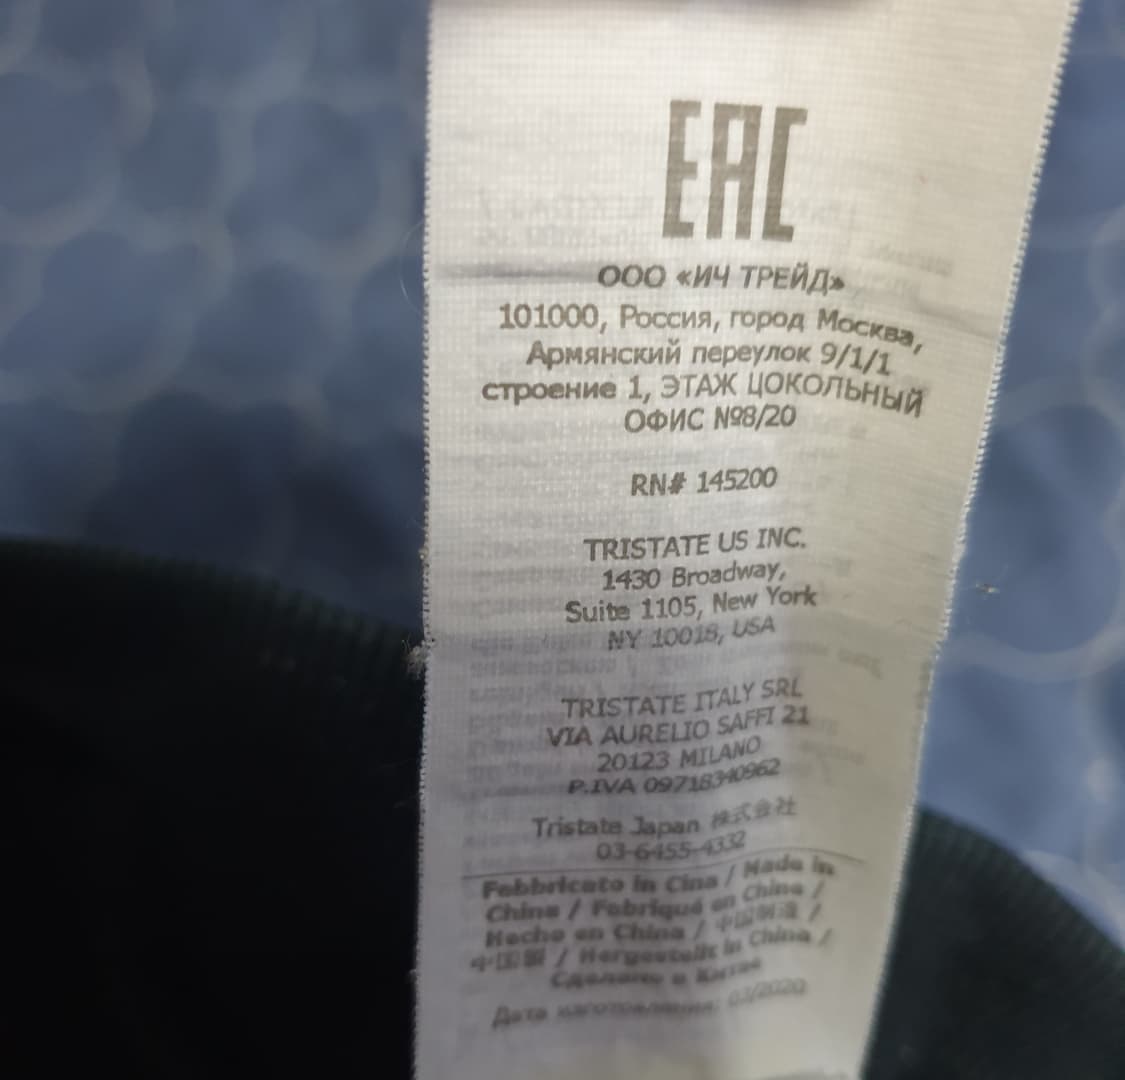 EAC
ООО «ИЧ ТРЕЙД»
101000, Россия, город Москва,
Армянский переулок 9/1/1
строение 1, ЭТАЖ ЦОКОЛЬНЫЙ
ОФИС №8/20
RN# 145200
TRISTATE US INC.
1430 Broadway,
Suite 1105, New York
NY 10018, USA
TRISTATE ITALY SRL
VIA AURELIO SAFFI 21
20123 MILANO
P.IVA 09718340962
Tristate Japan 株式会社
03-6455-4332
Fabbricato in Cina / Made in
China / Fabriqué en China /
Hecho en China / 中国制造 /
中国製 / Hergestellt in China /
Сделано в Китае
Дата изготовления: 03/2020